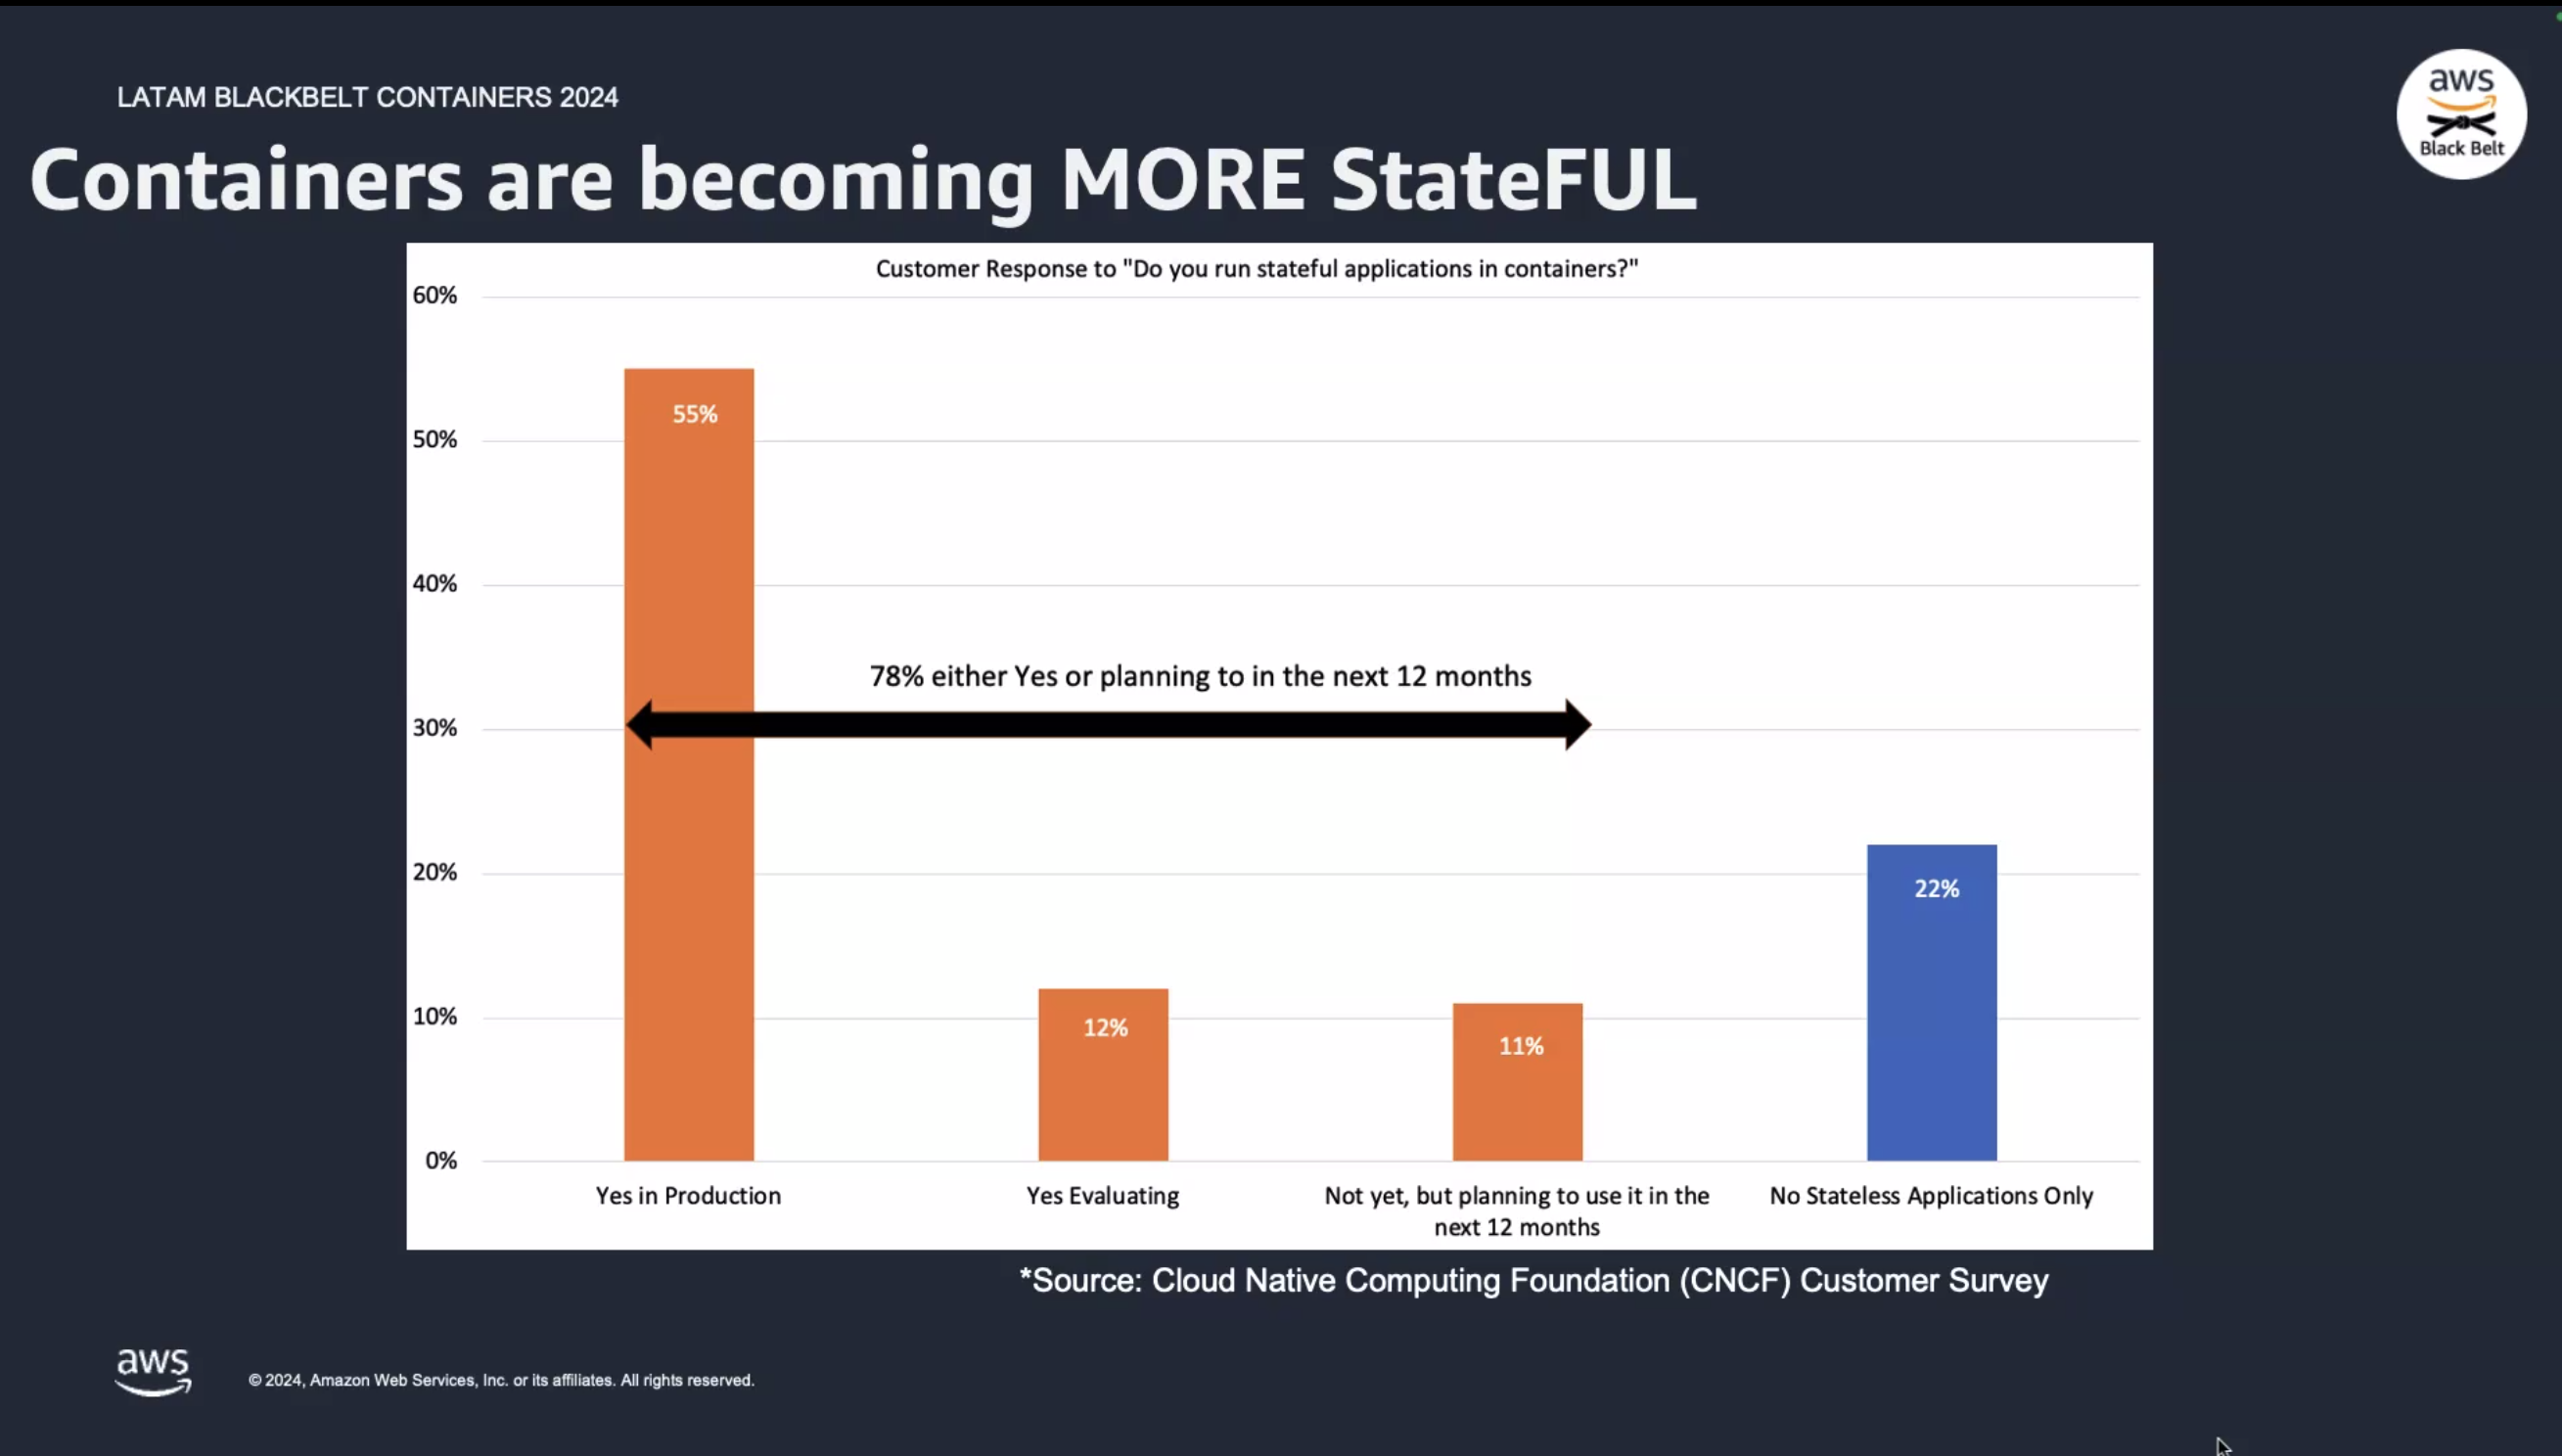 LATAM BLACKBELT CONTAINERS 2024
aws
Black Belt
Containers are becoming MORE StateFUL
Customer Response to "Do you run stateful applications in containers?"
60%
55%
50%
40%
78% either Yes or planning to in the next 12 months
30%
20%
22%
10%
12%
11%
0%
Yes in Production
Yes Evaluating
Not yet, but planning to use it in the
next 12 months
No Stateless Applications Only
*Source: Cloud Native Computing Foundation (CNCF) Customer Survey
aws
© 2024, Amazon Web Services, Inc. or its affiliates. All rights reserved.